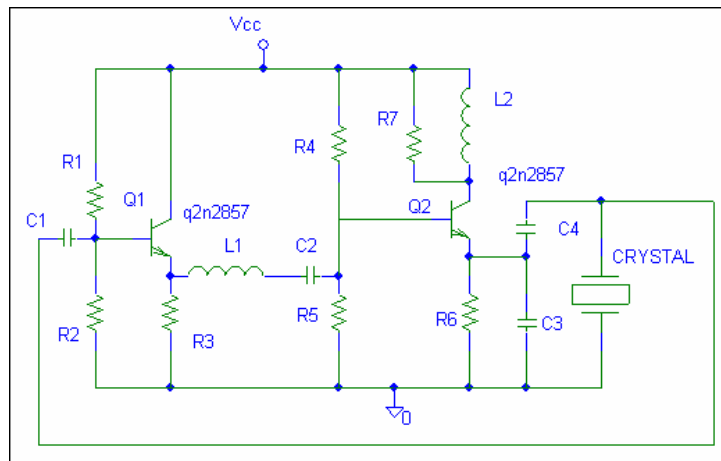 Vcc
L2
R7
R4
R1
Q1
q2n2857
q2n2857
C1
Q2
C4
L1
C2
CRYSTAL
R2
R3
R5
R6
C3
0